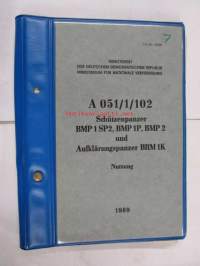 MINISTERRAT
DER DEUTSCHEN DEMOKRATISCHEN REPUBLIK
MINISTERIUM FÜR NATIONALE VERTEIDIGUNG
A 051/1/102
Schützenpanzer
BMP 1 SP2, BMP 1P, BMP 2
und
Aufklärungspanzer BRM 1K
Nutzung
1989